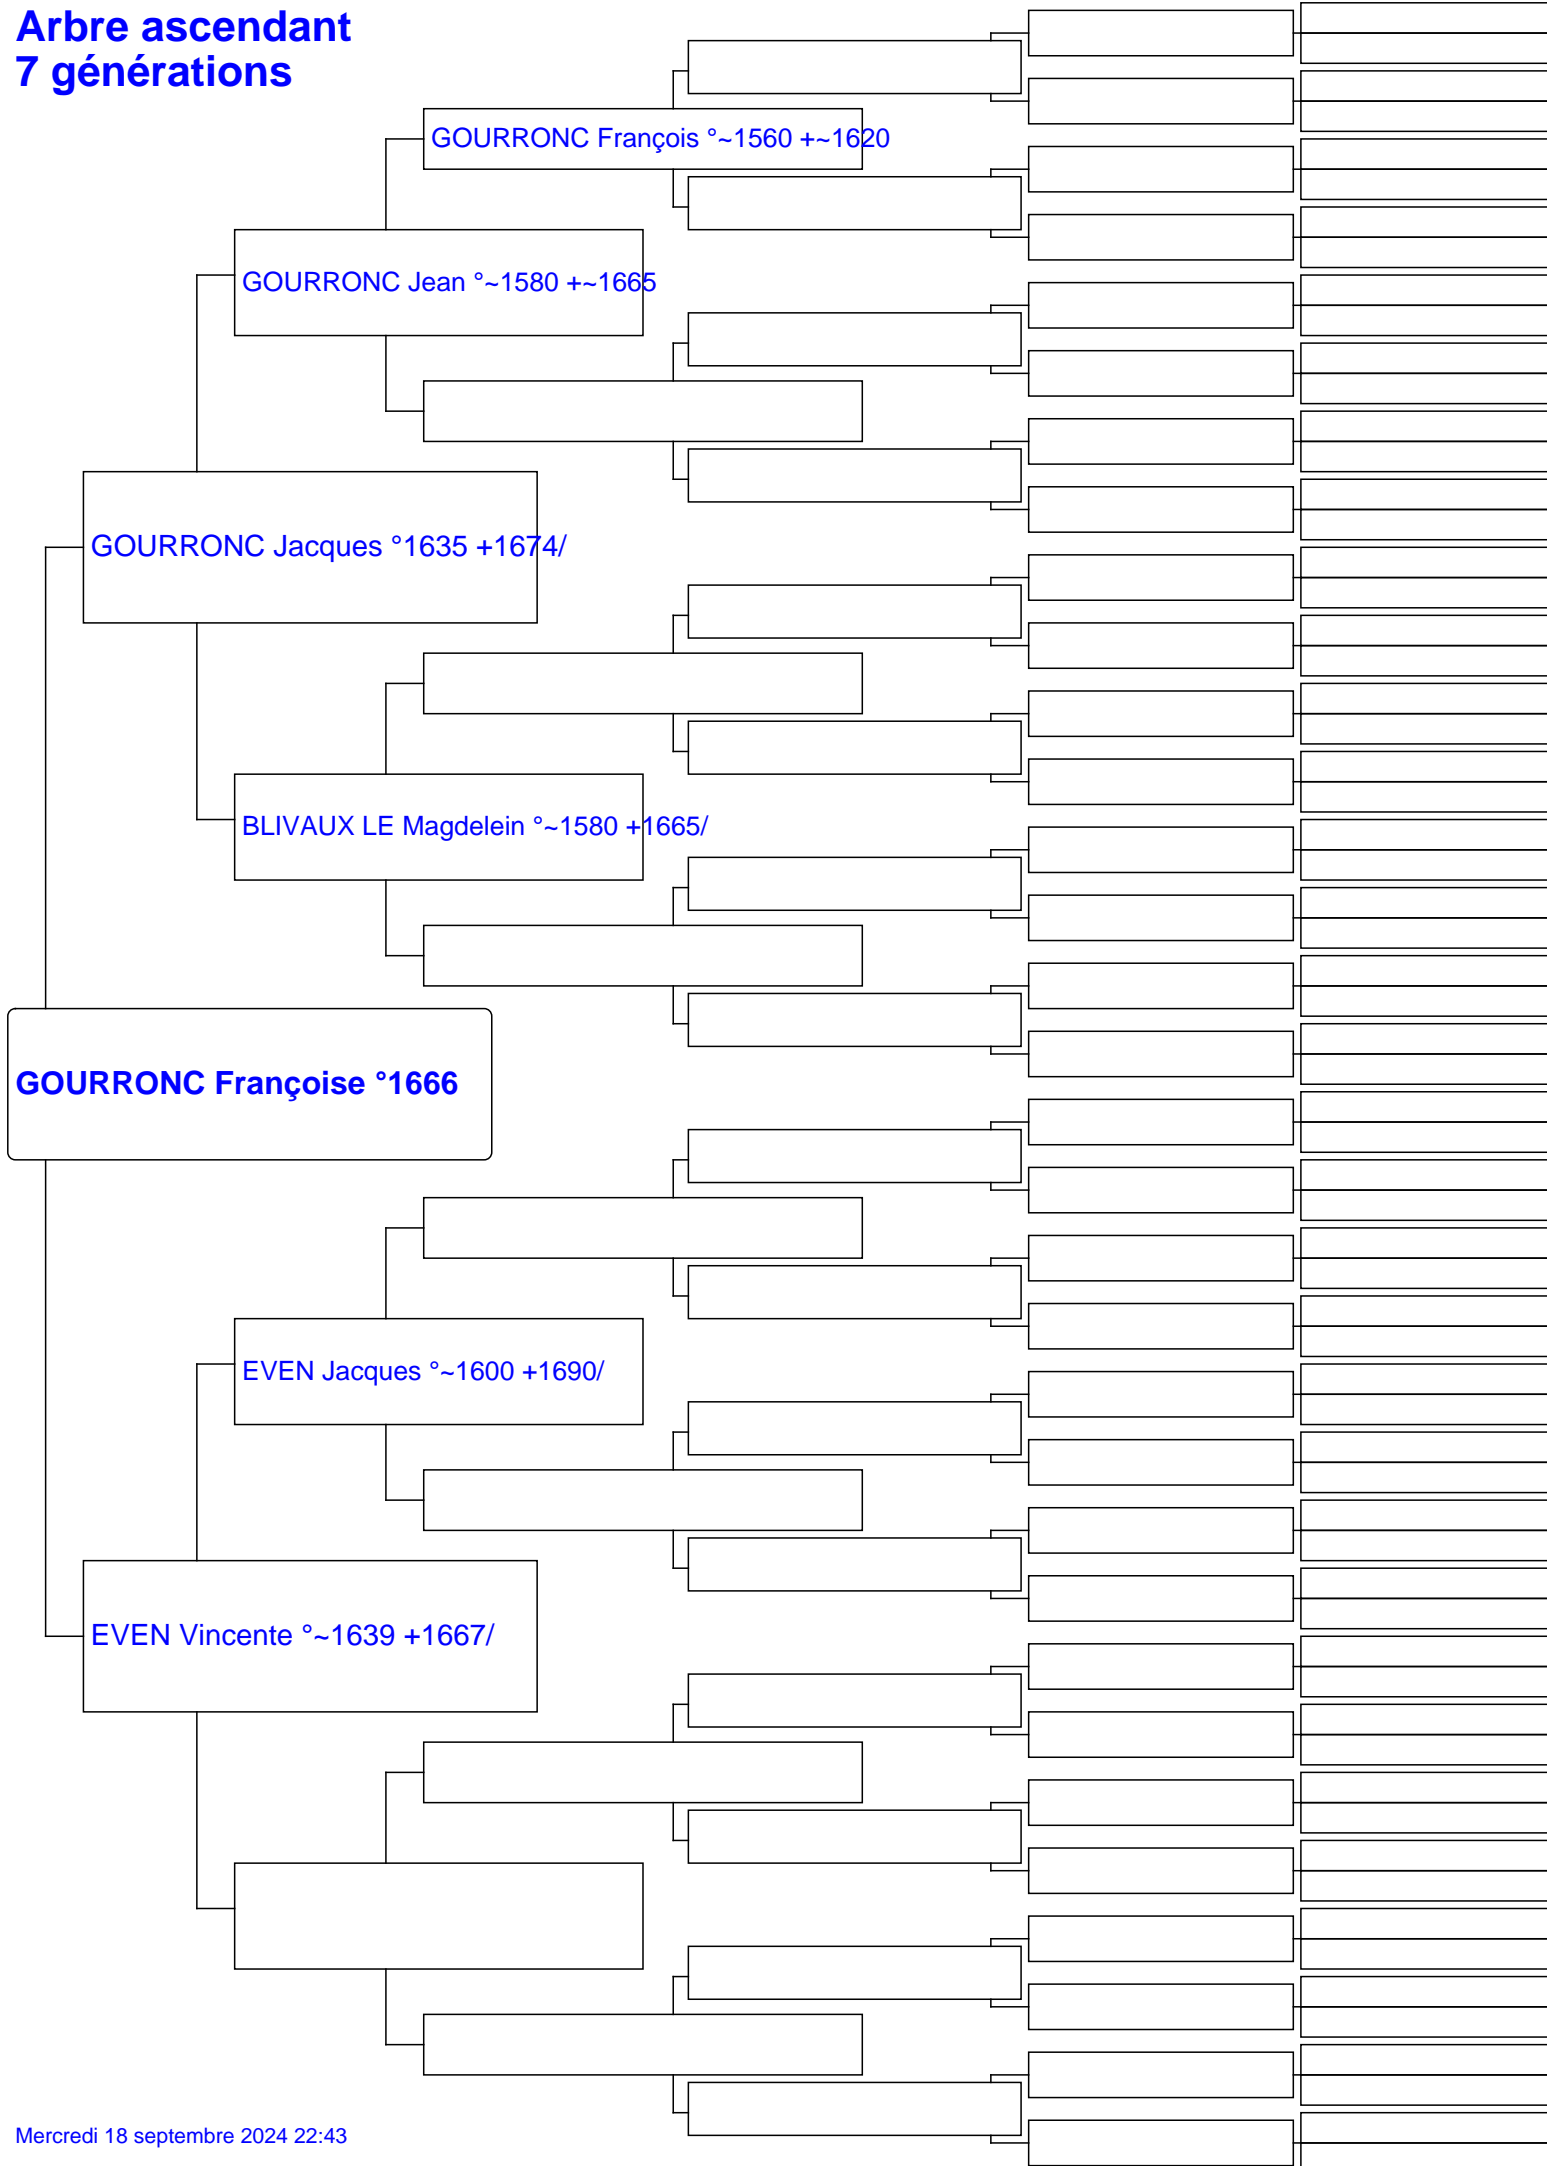 Arbre ascendant
7 générations
GOURRONC François °~1560 +~1620
GOURRONC Jean °~1580 +~1665
GOURRONC Jacques °1635 +1674/
BLIVAUX LE Magdelein °~1580 +1665/
GOURRONC Françoise °1666
EVEN Jacques °~1600 +1690/
EVEN Vincente °~1639 +1667/
Mercredi 18 septembre 2024 22:43